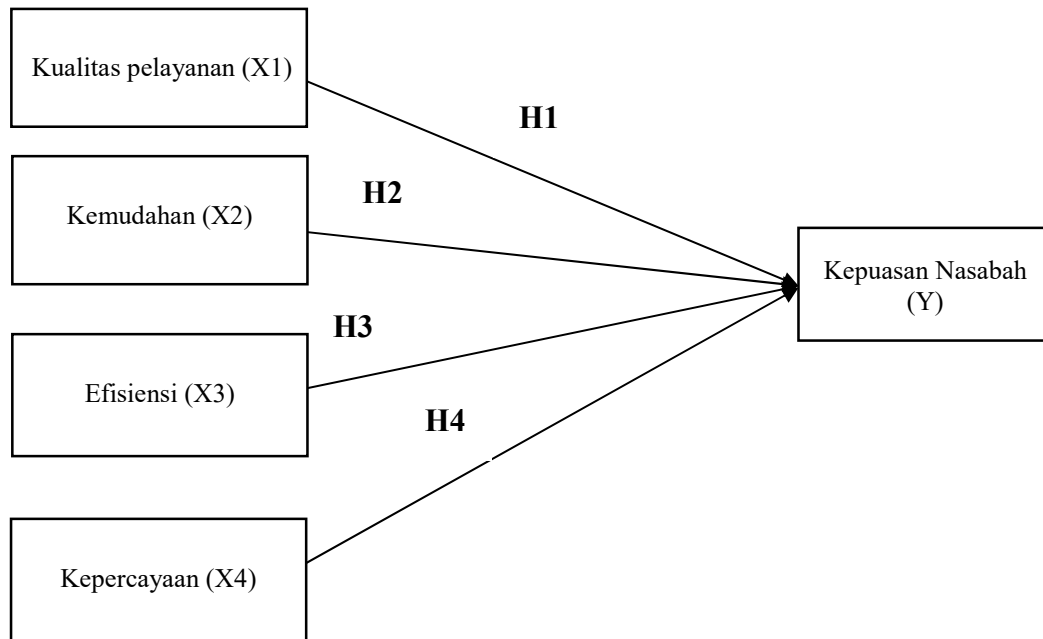 Kualitas pelayanan (X1)
H1
Kemudahan (X2)
H2
Kepuasan Nasabah
(Y)
H3
Efisiensi (X3)
H4
Kepercayaan (X4)